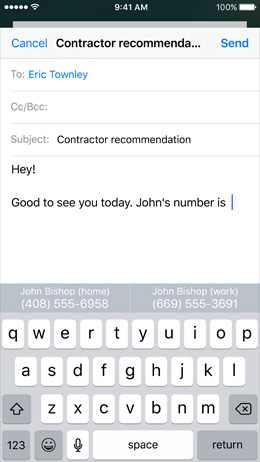 9:41 AM 100%
Cancel Contractor recommenda... Send
To: Eric Townley
Cc/Bcc:
Subject: Contractor recommendation
Hey!
Good to see you today. John's number is
John Bishop (home) John Bishop (work)
(408) 555-6958 (669) 555-3691
q w e r t y u i o p
a s d f g h j k l
z x c v b n m
123 space return